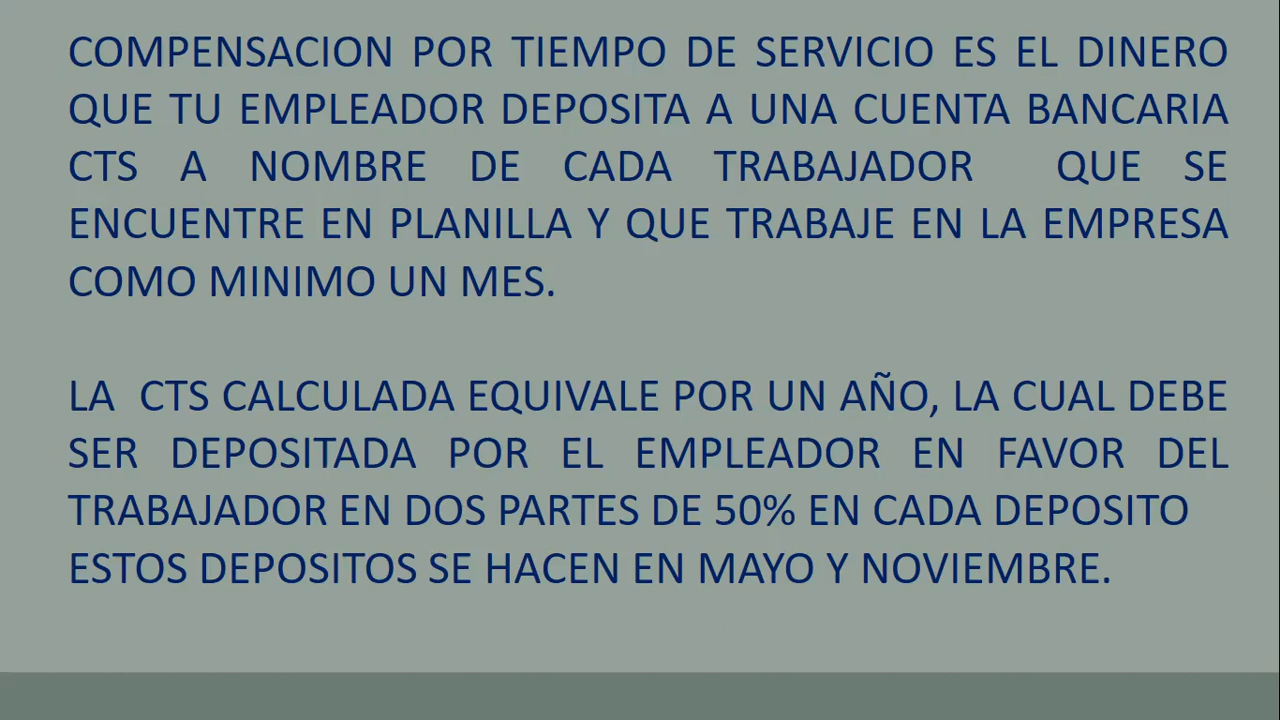 COMPENSACION POR TIEMPO DE SERVICIO ES EL DINERO
QUE TU EMPLEADOR DEPOSITA A UNA CUENTA BANCARIA
CTS A NOMBRE DE CADA TRABAJADOR QUE SE
ENCUENTRE EN PLANILLA Y QUE TRABAJE EN LA EMPRESA
COMO MINIMO UN MES.
LA CTS CALCULADA EQUIVALE POR UN AÑO, LA CUAL DEBE
SER DEPOSITADA POR EL EMPLEADOR EN FAVOR DEL
TRABAJADOR EN DOS PARTES DE 50% EN CADA DEPOSITO
ESTOS DEPOSITOS SE HACEN EN MAYO Y NOVIEMBRE.